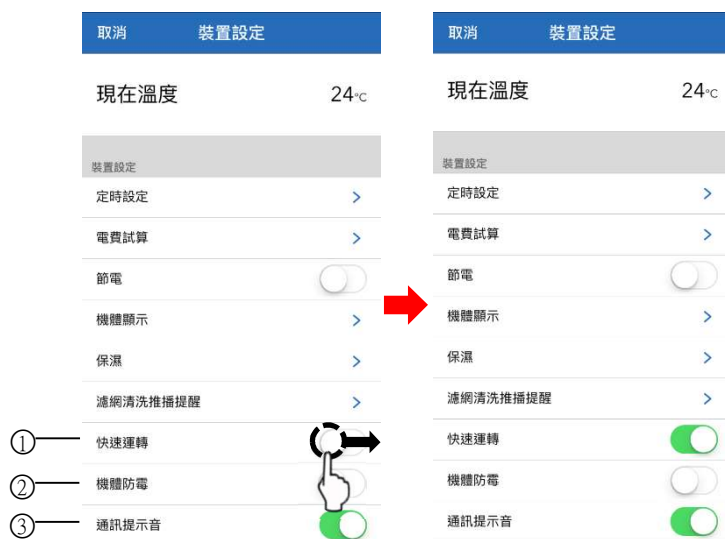 取消 裝置設定
現在溫度 24°C
裝置設定
定時設定 >
電費試算 >
節電
機體顯示 >
保濕 >
濾網清洗推播提醒 >
① 快速運轉
② 機體防霉
③ 通訊提示音
取消 裝置設定
現在溫度 24°C
裝置設定
定時設定 >
電費試算 >
節電
機體顯示 >
保濕 >
濾網清洗推播提醒 >
快速運轉
機體防霉
通訊提示音